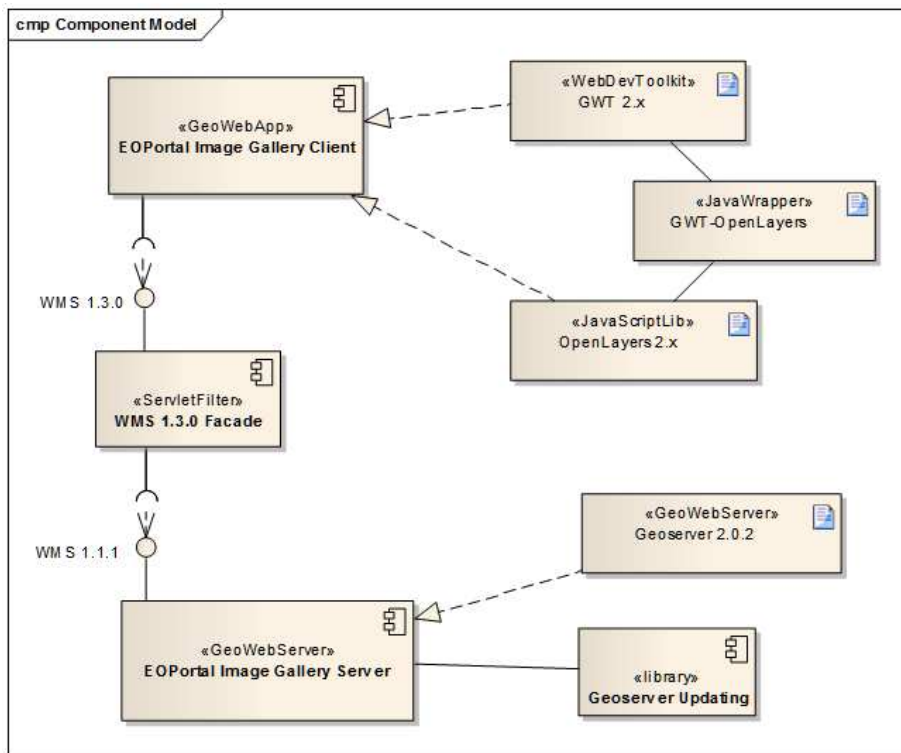 cmp Component Model
«GeoWebApp»
EOPortal Image Gallery Client
«WebDevToolkit»
GWT 2.x
«JavaWrapper»
GWT-OpenLayers
WMS 1.3.0
«JavaScriptLib»
OpenLayers 2.x
«ServletFilter»
WMS 1.3.0 Facade
«GeoWebServer»
Geoserver 2.0.2
WMS 1.1.1
«GeoWebServer»
EOPortal Image Gallery Server
«library»
Geoserver Updating